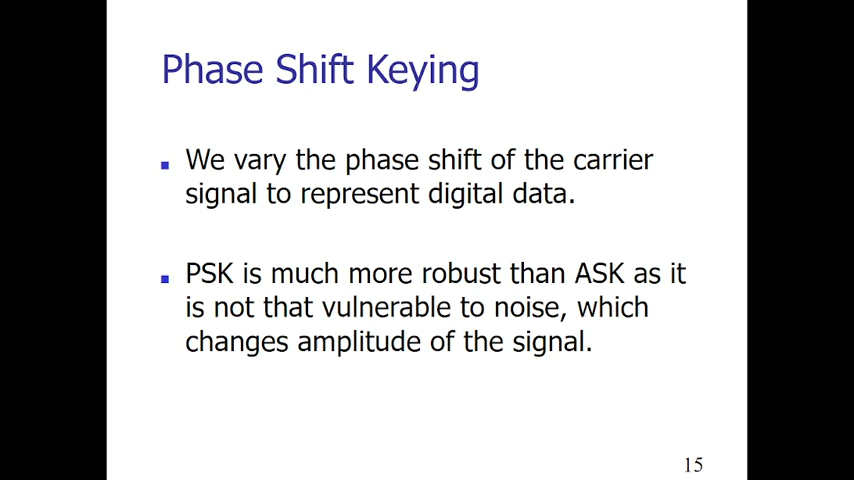 Phase Shift Keying
We vary the phase shift of the carrier
signal to represent digital data.
PSK is much more robust than ASK as it
is not that vulnerable to noise, which
changes amplitude of the signal.
15